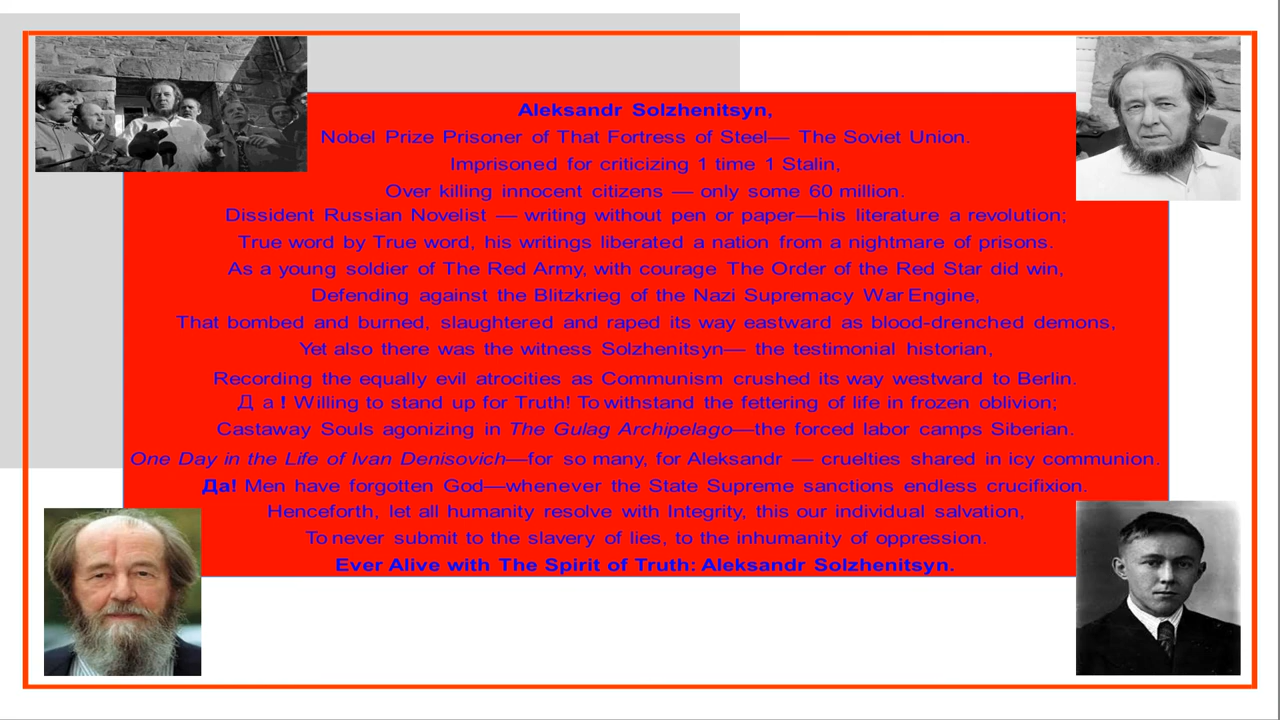 Aleksandr Solzhenitsyn,
Nobel Prize Prisoner of That Fortress of Steel— The Soviet Union.
Imprisoned for criticizing 1 time 1 Stalin,
Over killing innocent citizens — only some 60 million.
Dissident Russian Novelist — writing without pen or paper—his literature a revolution;
True word by True word, his writings liberated a nation from a nightmare of prisons.
As a young soldier of The Red Army, with courage The Order of the Red Star did win,
Defending against the Blitzkrieg of the Nazi Supremacy War Engine,
That bombed and burned, slaughtered and raped its way eastward as blood-drenched demons,
Yet also there was the witness Solzhenitsyn— the testimonial historian,
Recording the equally evil atrocities as Communism crushed its way westward to Berlin.
Д а ! Willing to stand up for Truth! To withstand the fettering of life in frozen oblivion;
Castaway Souls agonizing in The Gulag Archipelago—the forced labor camps Siberian.
One Day in the Life of Ivan Denisovich—for so many, for Aleksandr — cruelties shared in icy communion.
Да! Men have forgotten God—whenever the State Supreme sanctions endless crucifixion.
Henceforth, let all humanity resolve with Integrity, this our individual salvation,
To never submit to the slavery of lies, to the inhumanity of oppression.
Ever Alive with The Spirit of Truth: Aleksandr Solzhenitsyn.